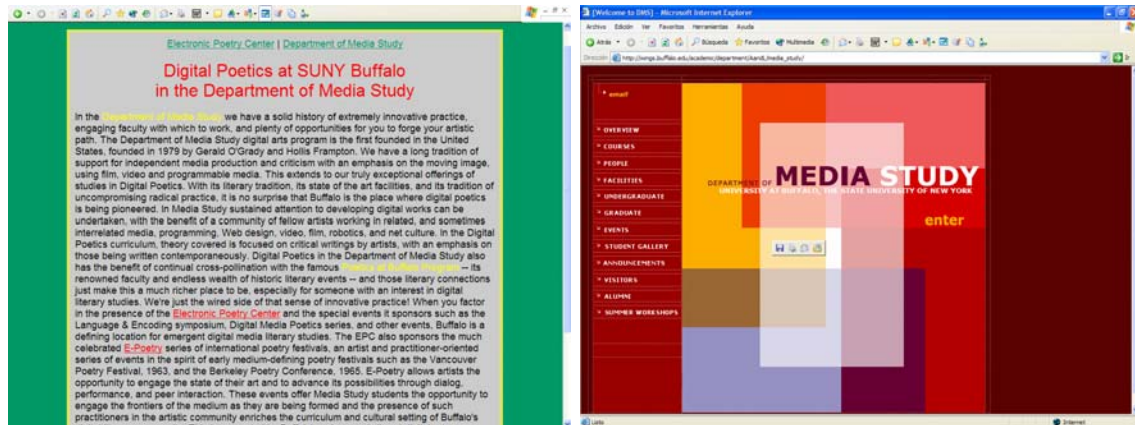 Electronic Poetry Center | Department of Media Study
Digital Poetics at SUNY Buffalo
in the Department of Media Study
In the Department of Media Study we have a solid history of extremely innovative practice,
engaging faculty with which to work, and plenty of opportunities for you to forge your artistic
path. The Department of Media Study digital arts program is the first founded in the United
States, founded in 1979 by Gerald O'Grady and Hollis Frampton. We have a long tradition of
support for independent media production and criticism with an emphasis on the moving image,
using film, video and programmable media. This extends to our truly exceptional offerings of
studies in Digital Poetics. With its literary tradition, its state of the art facilities, and its tradition of
uncompromising radical practice, it is no surprise that Buffalo is the place where digital poetics
is being pioneered. In Media Study sustained attention to developing digital works can be
undertaken, with the benefit of a community of fellow artists working in related, and sometimes
interrelated media, programming, Web design, video, film, robotics, and net culture. In the Digital
Poetics curriculum, theory covered is focused on critical writings by artists, with an emphasis on
those being written contemporaneously. Digital Poetics in the Department of Media Study also
has the benefit of continual cross-pollination with the famous Poetics at Buffalo Program -- its
renowned faculty and endless wealth of historic literary events -- and those literary connections
just make this a much richer place to be, especially for someone with an interest in digital
literary studies. We're just the wired side of that sense of innovative practice! When you factor
in the presence of the Electronic Poetry Center and the special events it sponsors such as the
Language & Encoding symposium, Digital Media Poetics series, and other events, Buffalo is a
defining location for emergent digital media literary studies. The EPC also sponsors the much
celebrated E-Poetry series of international poetry festivals, an artist and practitioner-oriented
series of events in the spirit of early medium-defining poetry festivals such as the Vancouver
Poetry Festival, 1963, and the Berkeley Poetry Conference, 1965. E-Poetry allows artists the
opportunity to engage the state of their art and to advance its possibilities through dialog,
performance, and peer interaction. These events offer Media Study students the opportunity to
engage the frontiers of the medium as they are being formed and the presence of such
practitioners in the artistic community enriches the curriculum and cultural setting of Buffalo's
[Welcome to DMS] - Microsoft Internet Explorer
Archivo Edición Ver Favoritos Herramientas Ayuda
Atrás Búsqueda Favoritos Multimedia
Dirección http://wings.buffalo.edu/academic/department/AandL/media_study/
email
OVERVIEW
COURSES
PEOPLE
FACILITIES
UNDERGRADUATE
GRADUATE
EVENTS
STUDENT GALLERY
ANNOUNCEMENTS
VISITORS
ALUMNI
SUMMER WORKSHOPS
DEPARTMENT OF MEDIA STUDY
UNIVERSITY AT BUFFALO, THE STATE UNIVERSITY OF NEW YORK
enter
Listo
Internet